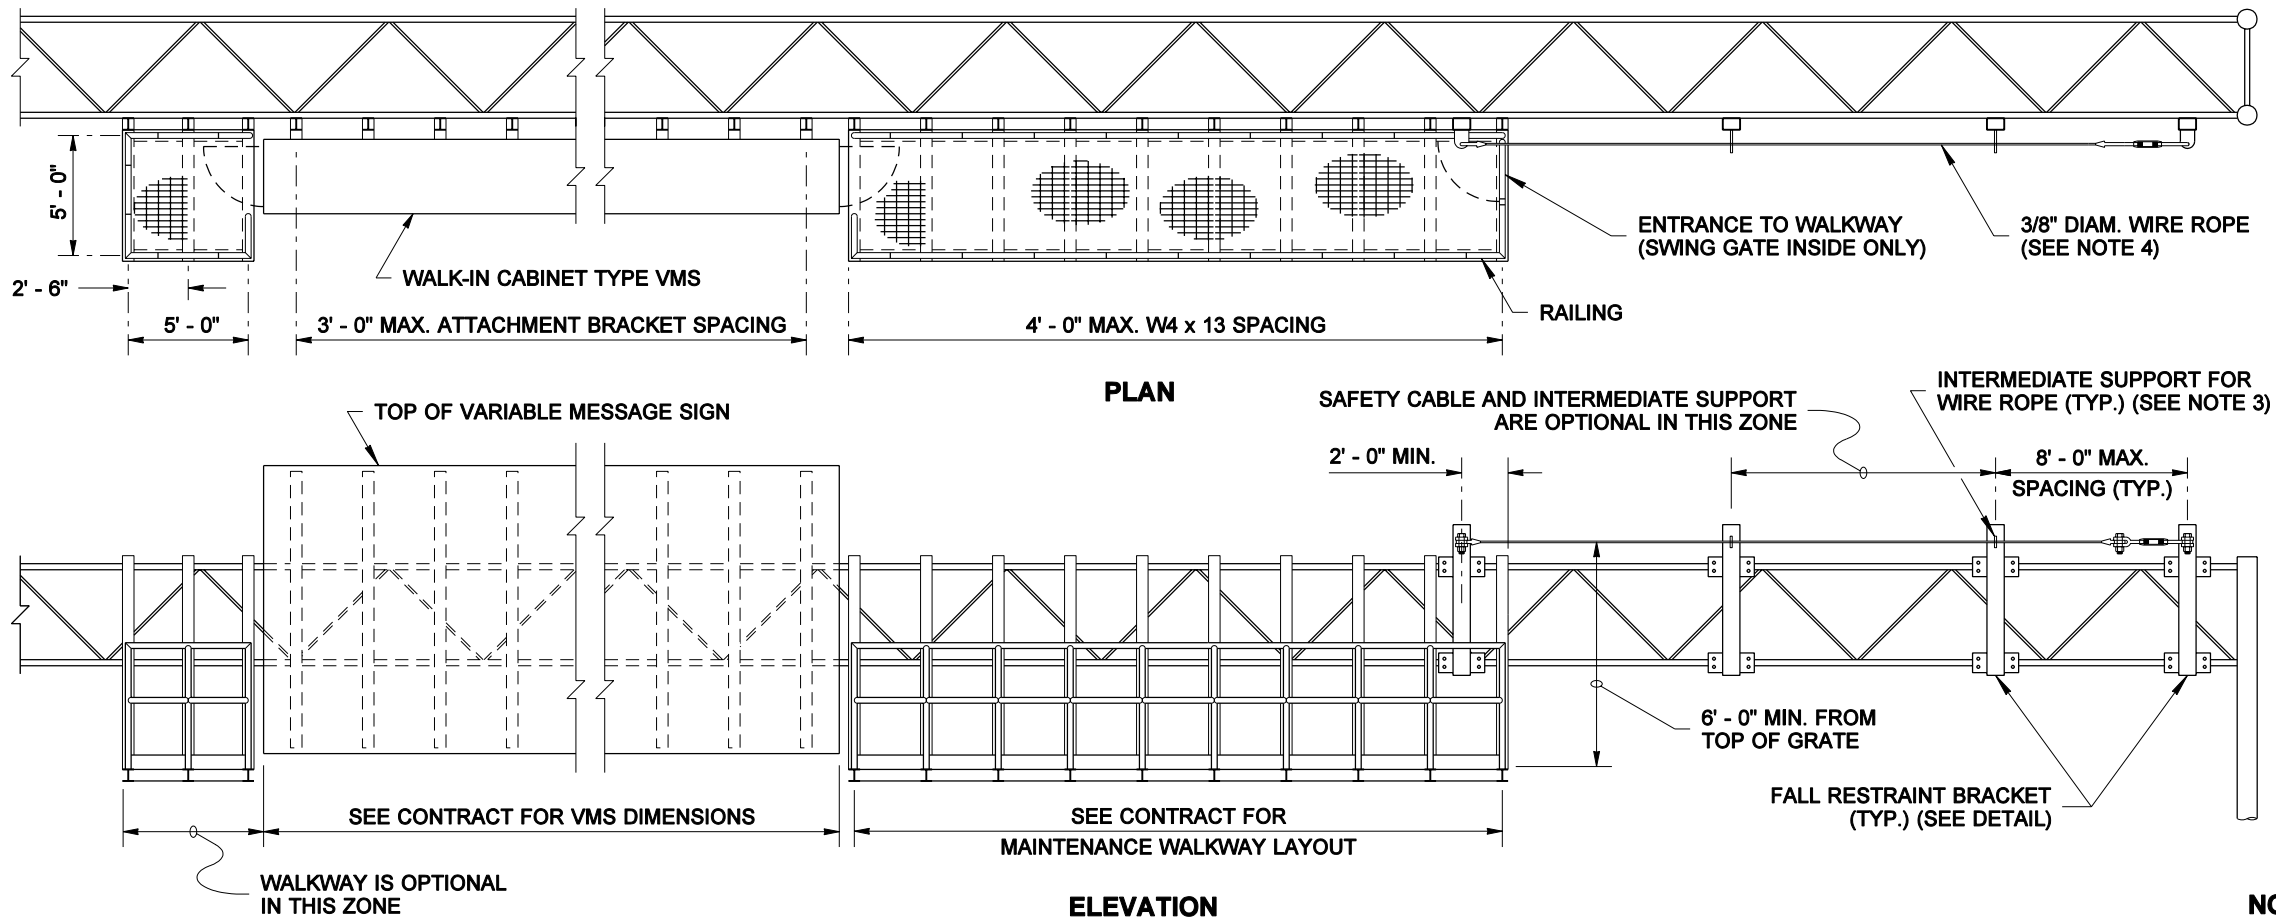 5' - 0"
2' - 6"
5' - 0"
WALK-IN CABINET TYPE VMS
3' - 0" MAX. ATTACHMENT BRACKET SPACING
4' - 0" MAX. W4 x 13 SPACING
ENTRANCE TO WALKWAY
(SWING GATE INSIDE ONLY)
3/8" DIAM. WIRE ROPE
(SEE NOTE 4)
RAILING
PLAN
TOP OF VARIABLE MESSAGE SIGN
SAFETY CABLE AND INTERMEDIATE SUPPORT
ARE OPTIONAL IN THIS ZONE
INTERMEDIATE SUPPORT FOR
WIRE ROPE (TYP.) (SEE NOTE 3)
2' - 0" MIN.
8' - 0" MAX.
SPACING (TYP.)
6' - 0" MIN. FROM
TOP OF GRATE
FALL RESTRAINT BRACKET
(TYP.) (SEE DETAIL)
SEE CONTRACT FOR VMS DIMENSIONS
SEE CONTRACT FOR
MAINTENANCE WALKWAY LAYOUT
WALKWAY IS OPTIONAL
IN THIS ZONE
ELEVATION